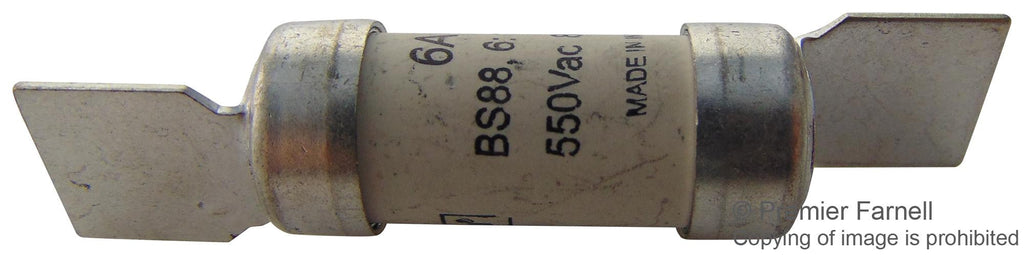 6A
BS88, 6:
550Vac
MADE IN
© Premier Farnell
Copying of image is prohibited